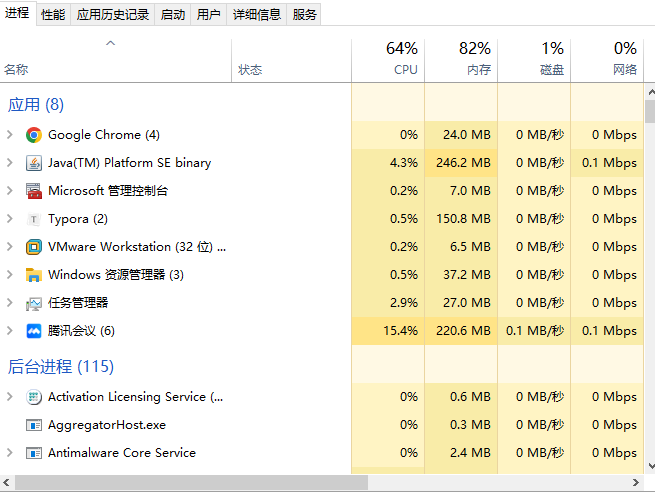 进程 性能 应用历史记录 启动 用户 详细信息 服务
64% 82% 1% 0%
名称 状态 CPU 内存 磁盘 网络
应用 (8)
Google Chrome (4) 0% 24.0 MB 0 MB/秒 0 Mbps
Java(TM) Platform SE binary 4.3% 246.2 MB 0 MB/秒 0.1 Mbps
Microsoft 管理控制台 0.2% 7.0 MB 0 MB/秒 0 Mbps
T Typora (2) 0.5% 150.8 MB 0 MB/秒 0 Mbps
VMware Workstation (32 位) ... 0.2% 6.5 MB 0 MB/秒 0 Mbps
Windows 资源管理器 (3) 0.5% 37.2 MB 0 MB/秒 0 Mbps
任务管理器 2.9% 27.0 MB 0 MB/秒 0 Mbps
腾讯会议 (6) 15.4% 220.6 MB 0.1 MB/秒 0.1 Mbps
后台进程 (115)
Activation Licensing Service (... 0% 0.6 MB 0 MB/秒 0 Mbps
AggregatorHost.exe 0% 0.3 MB 0 MB/秒 0 Mbps
Antimalware Core Service 0% 2.4 MB 0 MB/秒 0 Mbps